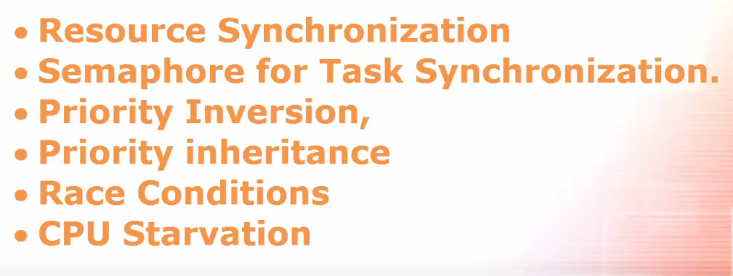 • Resource Synchronization
• Semaphore for Task Synchronization.
• Priority Inversion,
• Priority inheritance
• Race Conditions
• CPU Starvation